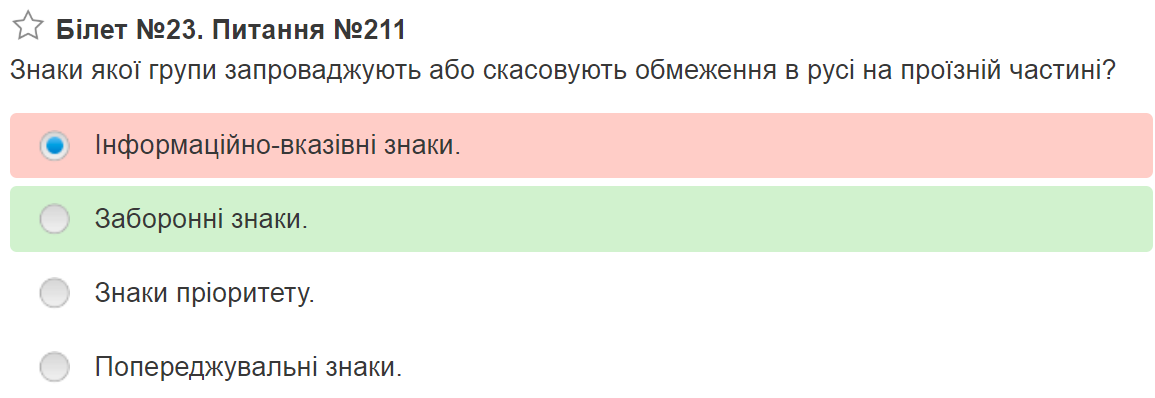 Білет №23. Питання №211
Знаки якої групи запроваджують або скасовують обмеження в русі на проїзній частині?
Інформаційно-вказівні знаки.
Заборонні знаки.
Знаки пріоритету.
Попереджувальні знаки.